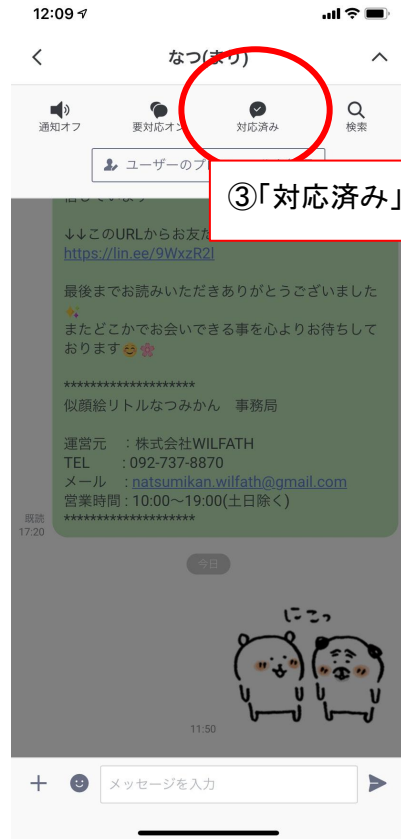 12:09
なつ(まり)
通知オフ
要対応オン
対応済み
検索
ユーザーのプ
③「対応済み」
↓↓このURLからお友だ
https://lin.ee/9WxzR2l
最後までお読みいただきありがとうございました
またどこかでお会いできる事を心よりお待ちして
おります
********************
似顔絵リトルなつみかん 事務局
運営元 ：株式会社WILFATH
TEL : 092-737-8870
メール : natsumikan.wilfath@gmail.com
営業時間 : 10:00〜19:00(土日除く)
********************
既読
17:20
今日
にこっ
11:50
メッセージを入力